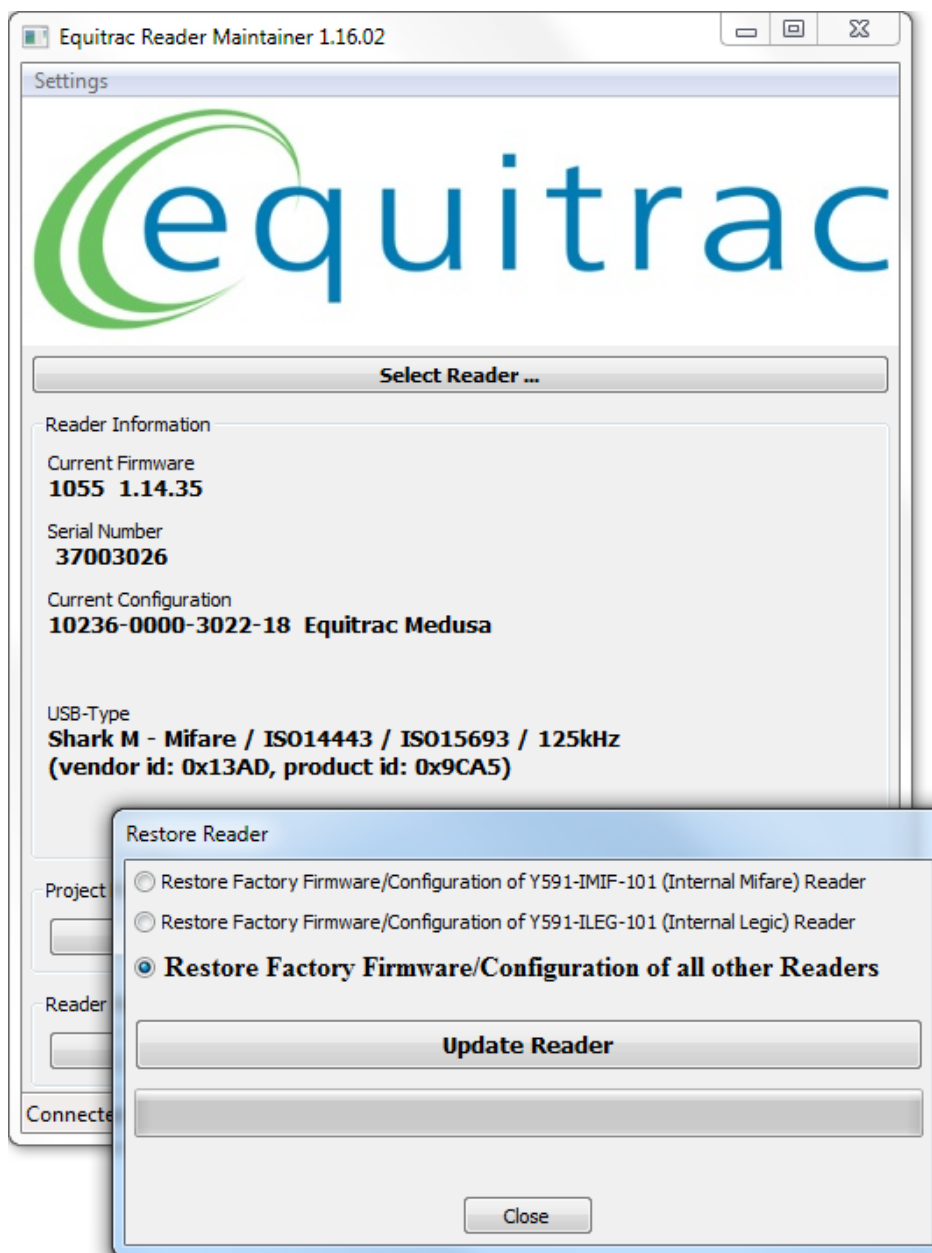 Equitrac Reader Maintainer 1.16.02
Settings
equitrac
Select Reader ...
Reader Information
Current Firmware
1055 1.14.35
Serial Number
37003026
Current Configuration
10236-0000-3022-18 Equitrac Medusa
USB-Type
Shark M - Mifare / ISO14443 / ISO15693 / 125kHz
(vendor id: 0x13AD, product id: 0x9CA5)
Restore Reader
Restore Factory Firmware/Configuration of Y591-IMIF-101 (Internal Mifare) Reader
Project
Restore Factory Firmware/Configuration of Y591-ILEG-101 (Internal Legic) Reader
Restore Factory Firmware/Configuration of all other Readers
Reader
Update Reader
Connecte
Close